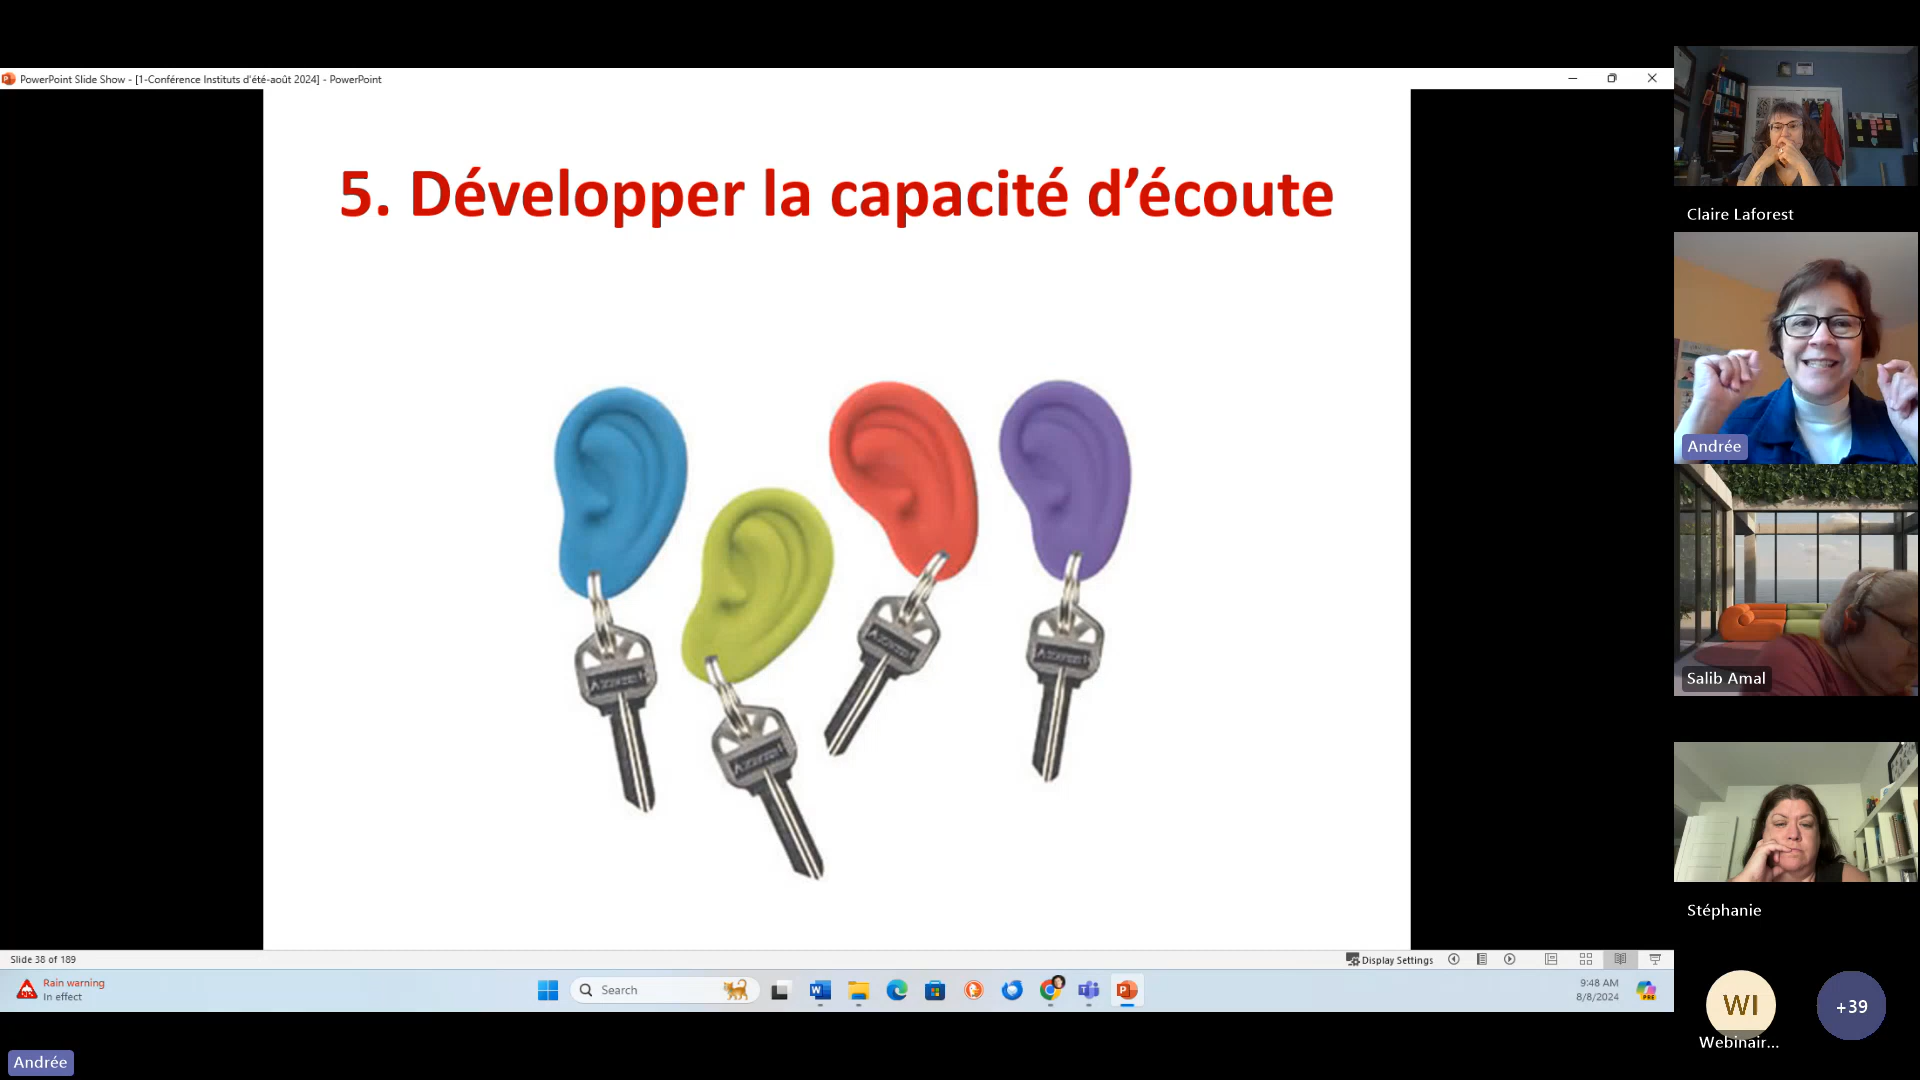 PowerPoint Slide Show - [1-Conférence Instituts d'été-août 2024] - PowerPoint
5. Développer la capacité d’écoute
Claire Laforest
Andrée
Salib Amal
Stéphanie
WI
+39
Webinair...
Slide 38 of 189
Display Settings
Rain warning
In effect
Search
9:48 AM
8/8/2024
Andrée